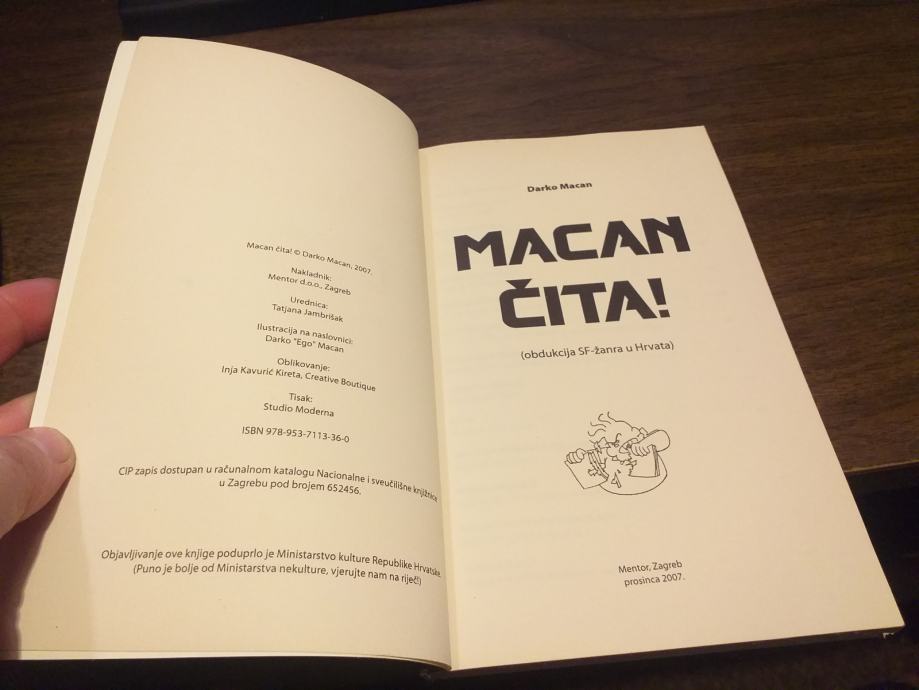 Macan čita! © Darko Macan, 2007.
Nakladnik:
Mentor d.o.o., Zagreb
Urednica:
Tatjana Jambrišak
Ilustracija na naslovnici:
Darko "Ego" Macan
Oblikovanje:
Inja Kavurić Kireta, Creative Boutique
Tisak:
Studio Moderna
ISBN 978-953-7113-36-0
CIP zapis dostupan u računalnom katalogu Nacionalne i sveučilišne knjižnice
u Zagrebu pod brojem 652456.
Objavljivanje ove knjige poduprlo je Ministarstvo kulture Republike Hrvatske.
(Puno je bolje od Ministarstva nekulture, vjerujte nam na riječ!)
Darko Macan
MACAN
ČITA!
(obdukcija SF-žanra u Hrvata)
Mentor, Zagreb
prosinca 2007.